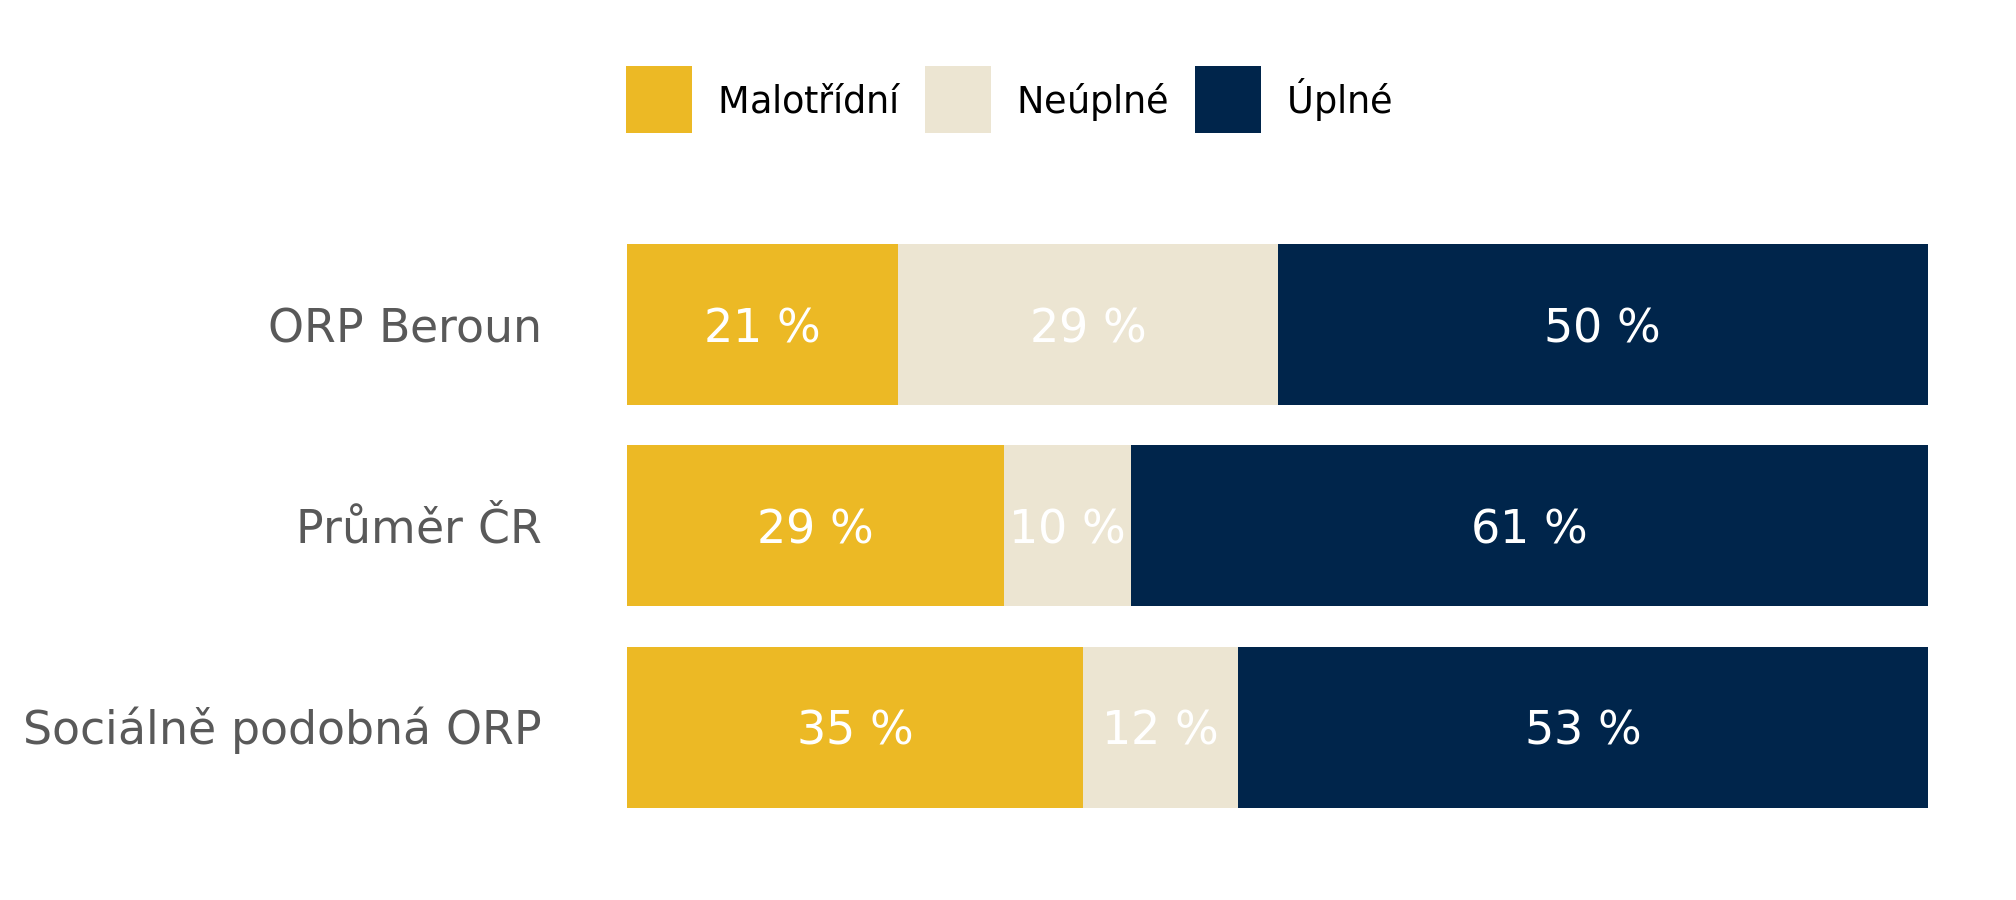 Malotřídní Neúplné Úplné
ORP Beroun 21 % 29 % 50 %
Průměr ČR 29 % 10 % 61 %
Sociálně podobná ORP 35 % 12 % 53 %